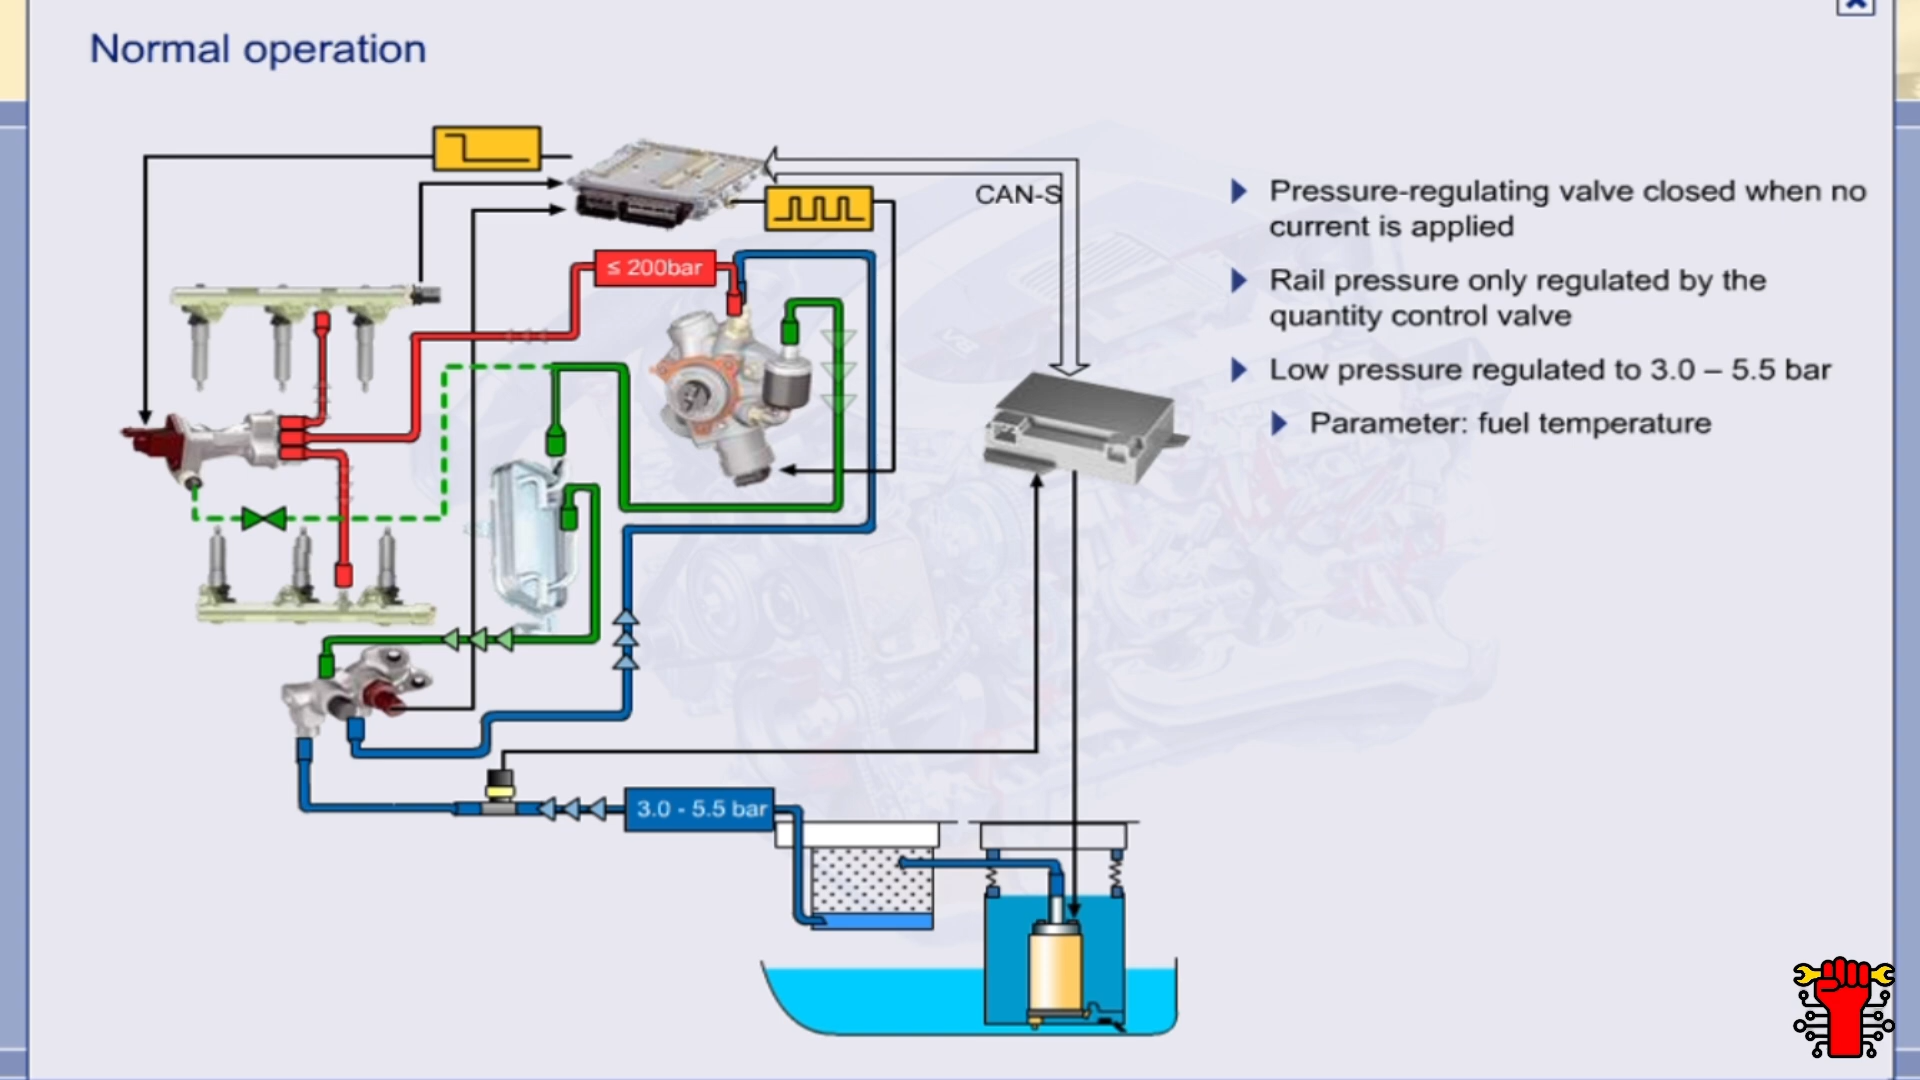 Normal operation
CAN-S
≤ 200bar
3.0 - 5.5 bar
Pressure-regulating valve closed when no
current is applied
Rail pressure only regulated by the
quantity control valve
Low pressure regulated to 3.0 – 5.5 bar
Parameter: fuel temperature